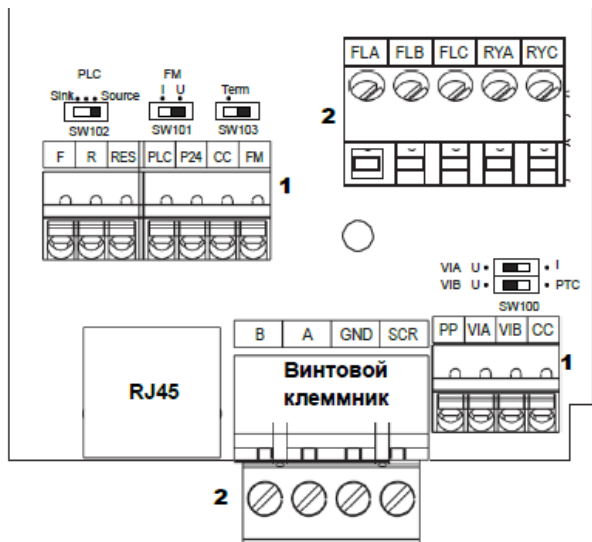 FLA FLB FLC RYA RYC
PLC
Sink Source
SW102
FM
I U
SW101
Term
SW103
2
F R RES PLC P24 CC FM
1
VIA U I
VIB U PTC
SW100
B A GND SCR
PP VIA VIB CC
RJ45
Винтовой
клеммник
1
2